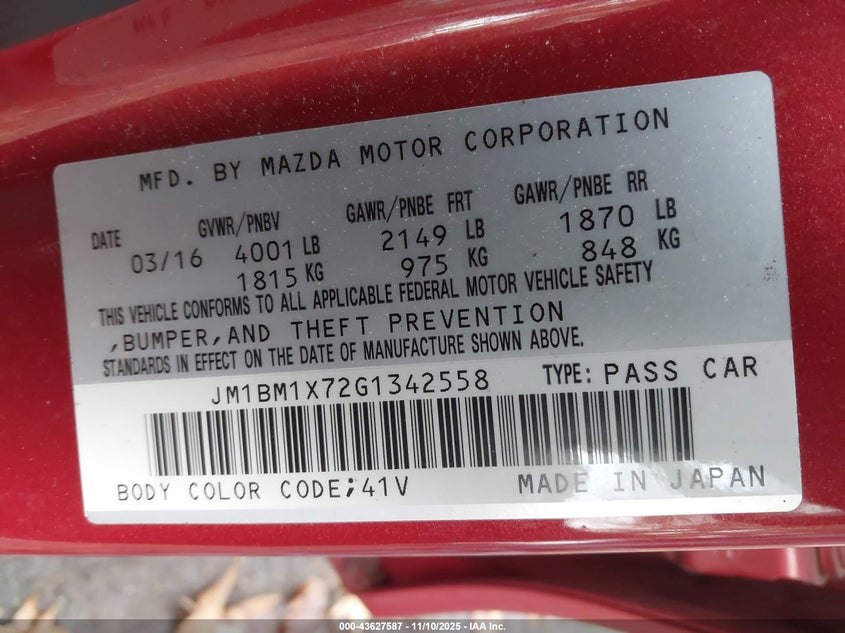 MFD. BY MAZDA MOTOR CORPORATION
DATE GVWR/PNBV GAWR/PNBE FRT GAWR/PNBE RR
03/16 4001 LB 2149 LB 1870 LB
1815 KG 975 KG 848 KG
THIS VEHICLE CONFORMS TO ALL APPLICABLE FEDERAL MOTOR VEHICLE SAFETY
,BUMPER,AND THEFT PREVENTION
STANDARDS IN EFFECT ON THE DATE OF MANUFACTURE SHOWN ABOVE.
JM1BM1X72G1342558 TYPE: PASS CAR
BODY COLOR CODE;41V MADE IN JAPAN
000-43627587 - 11/10/2025 - IAA Inc.